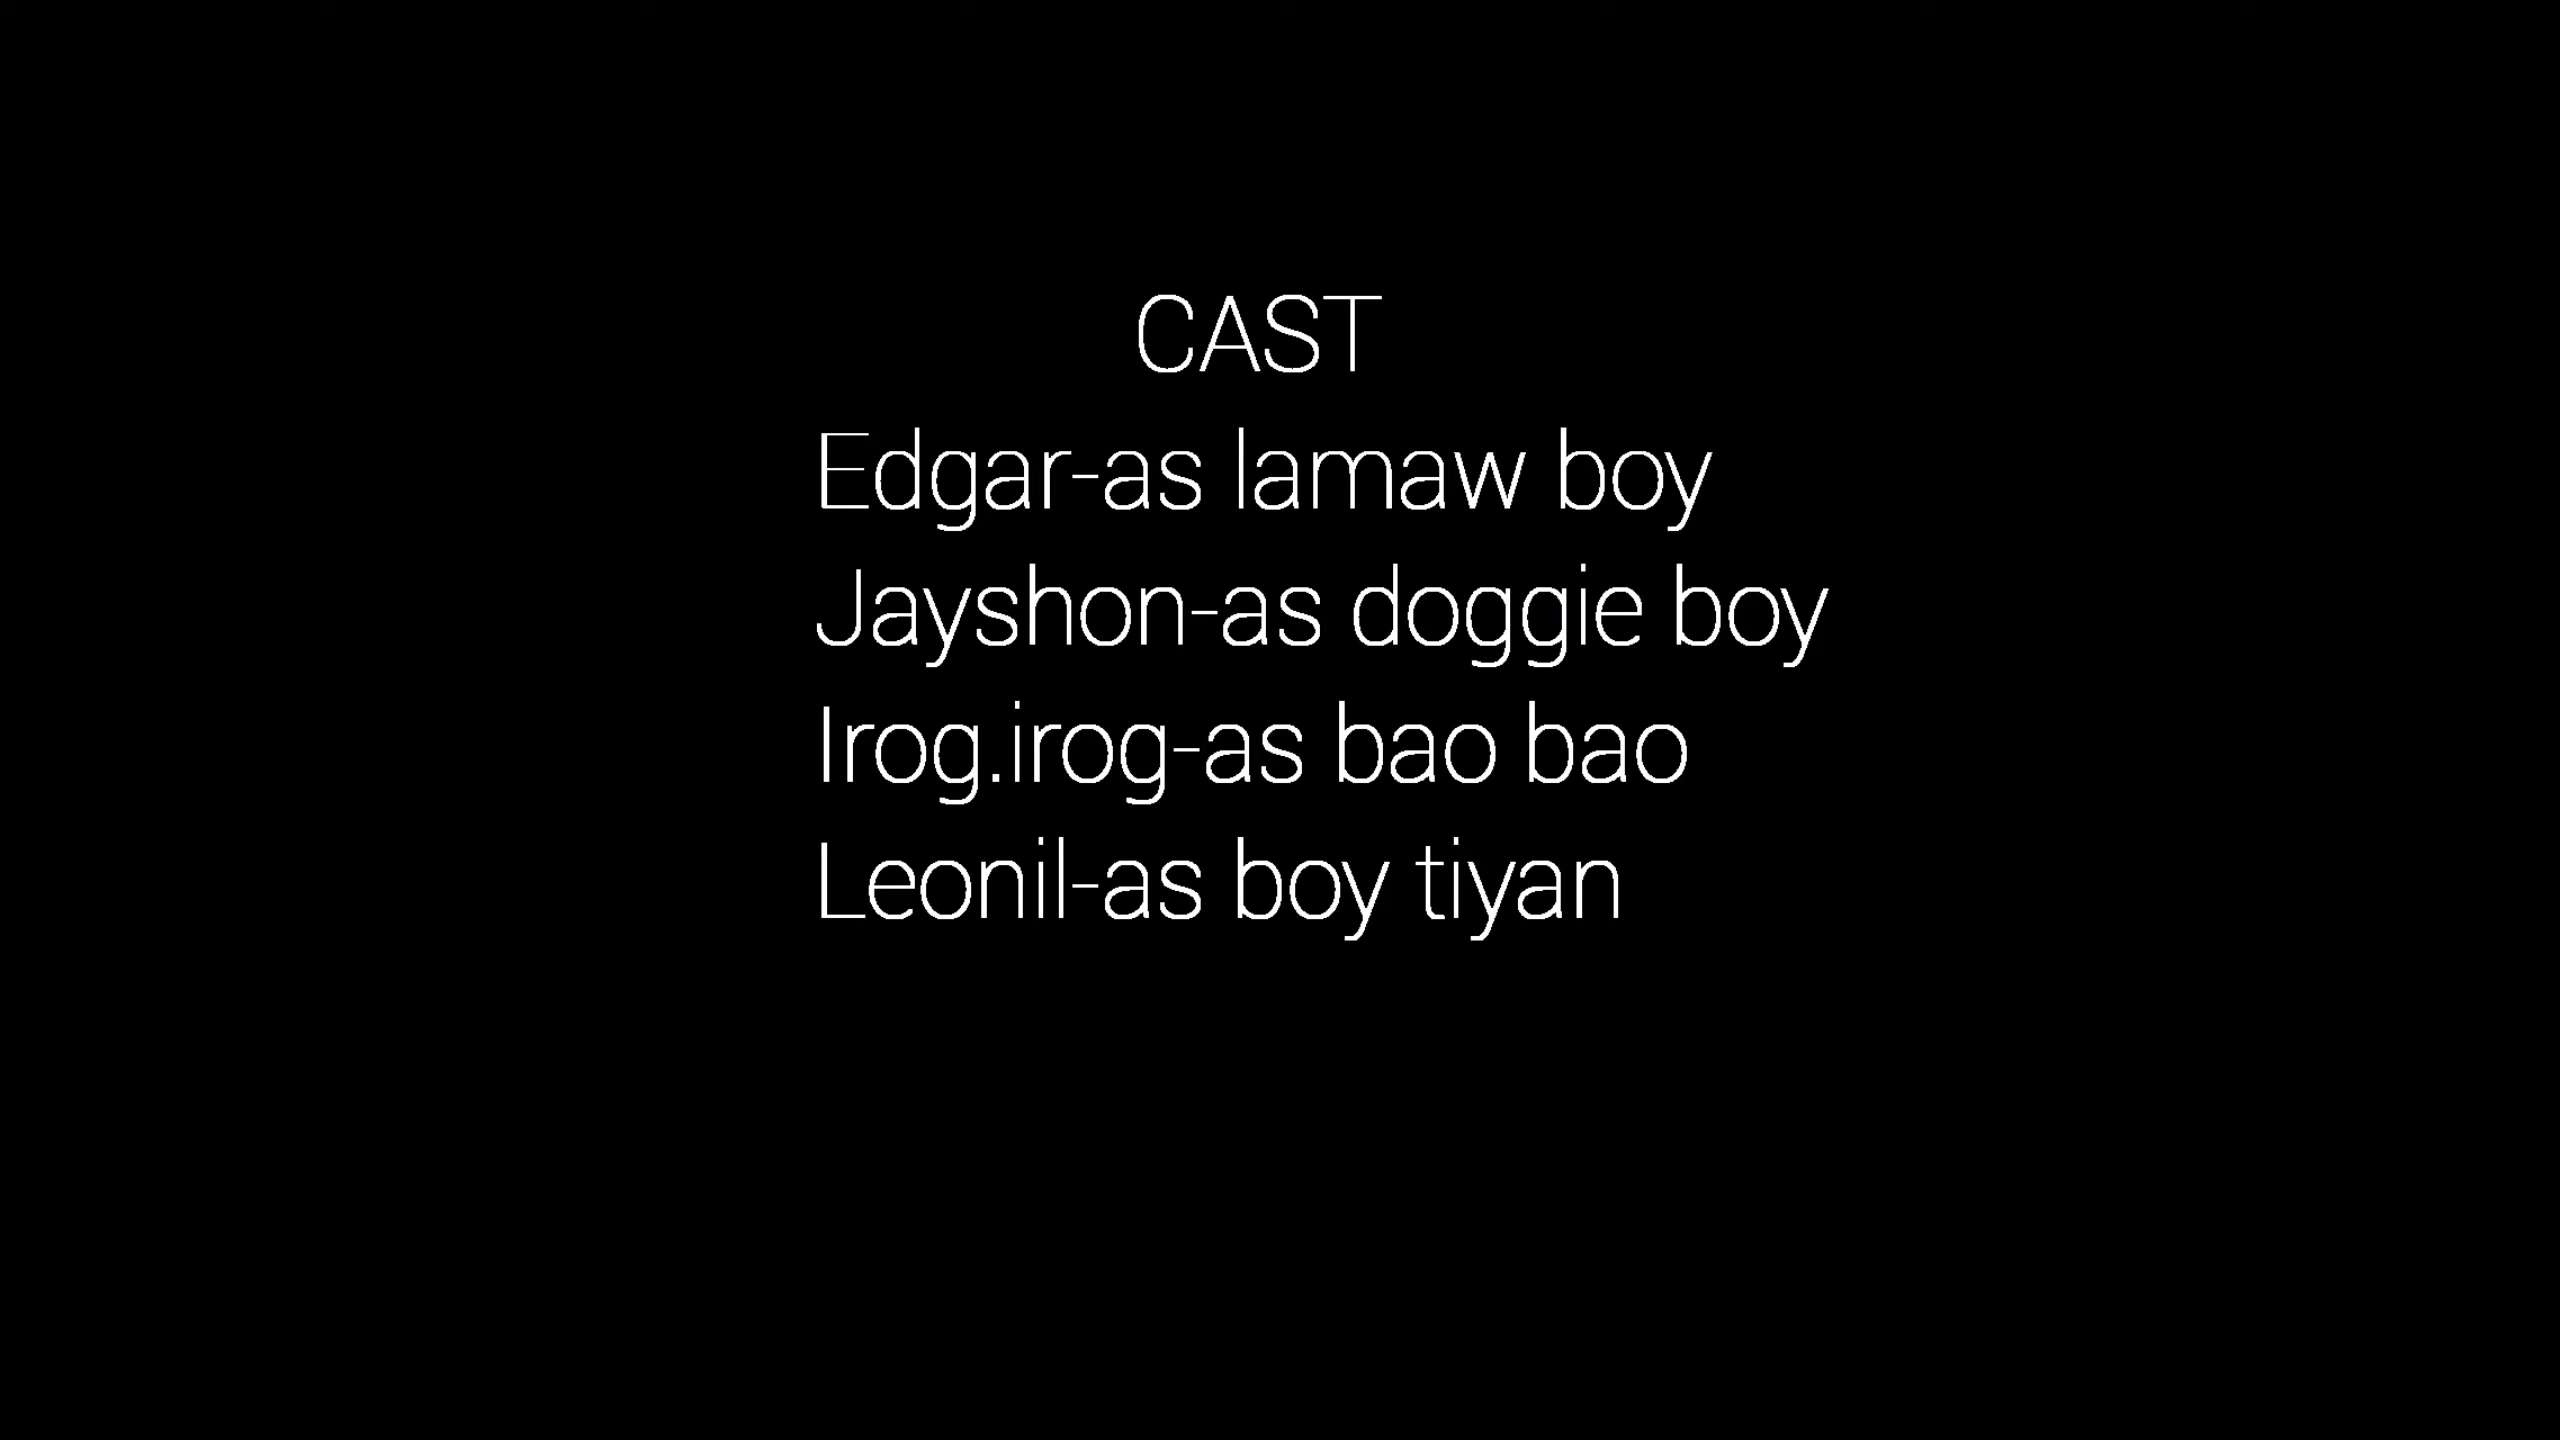 CAST
Edgar-as lamaw boy
Jayshon-as doggie boy
Irog.irog-as bao bao
Leonil-as boy tiyan